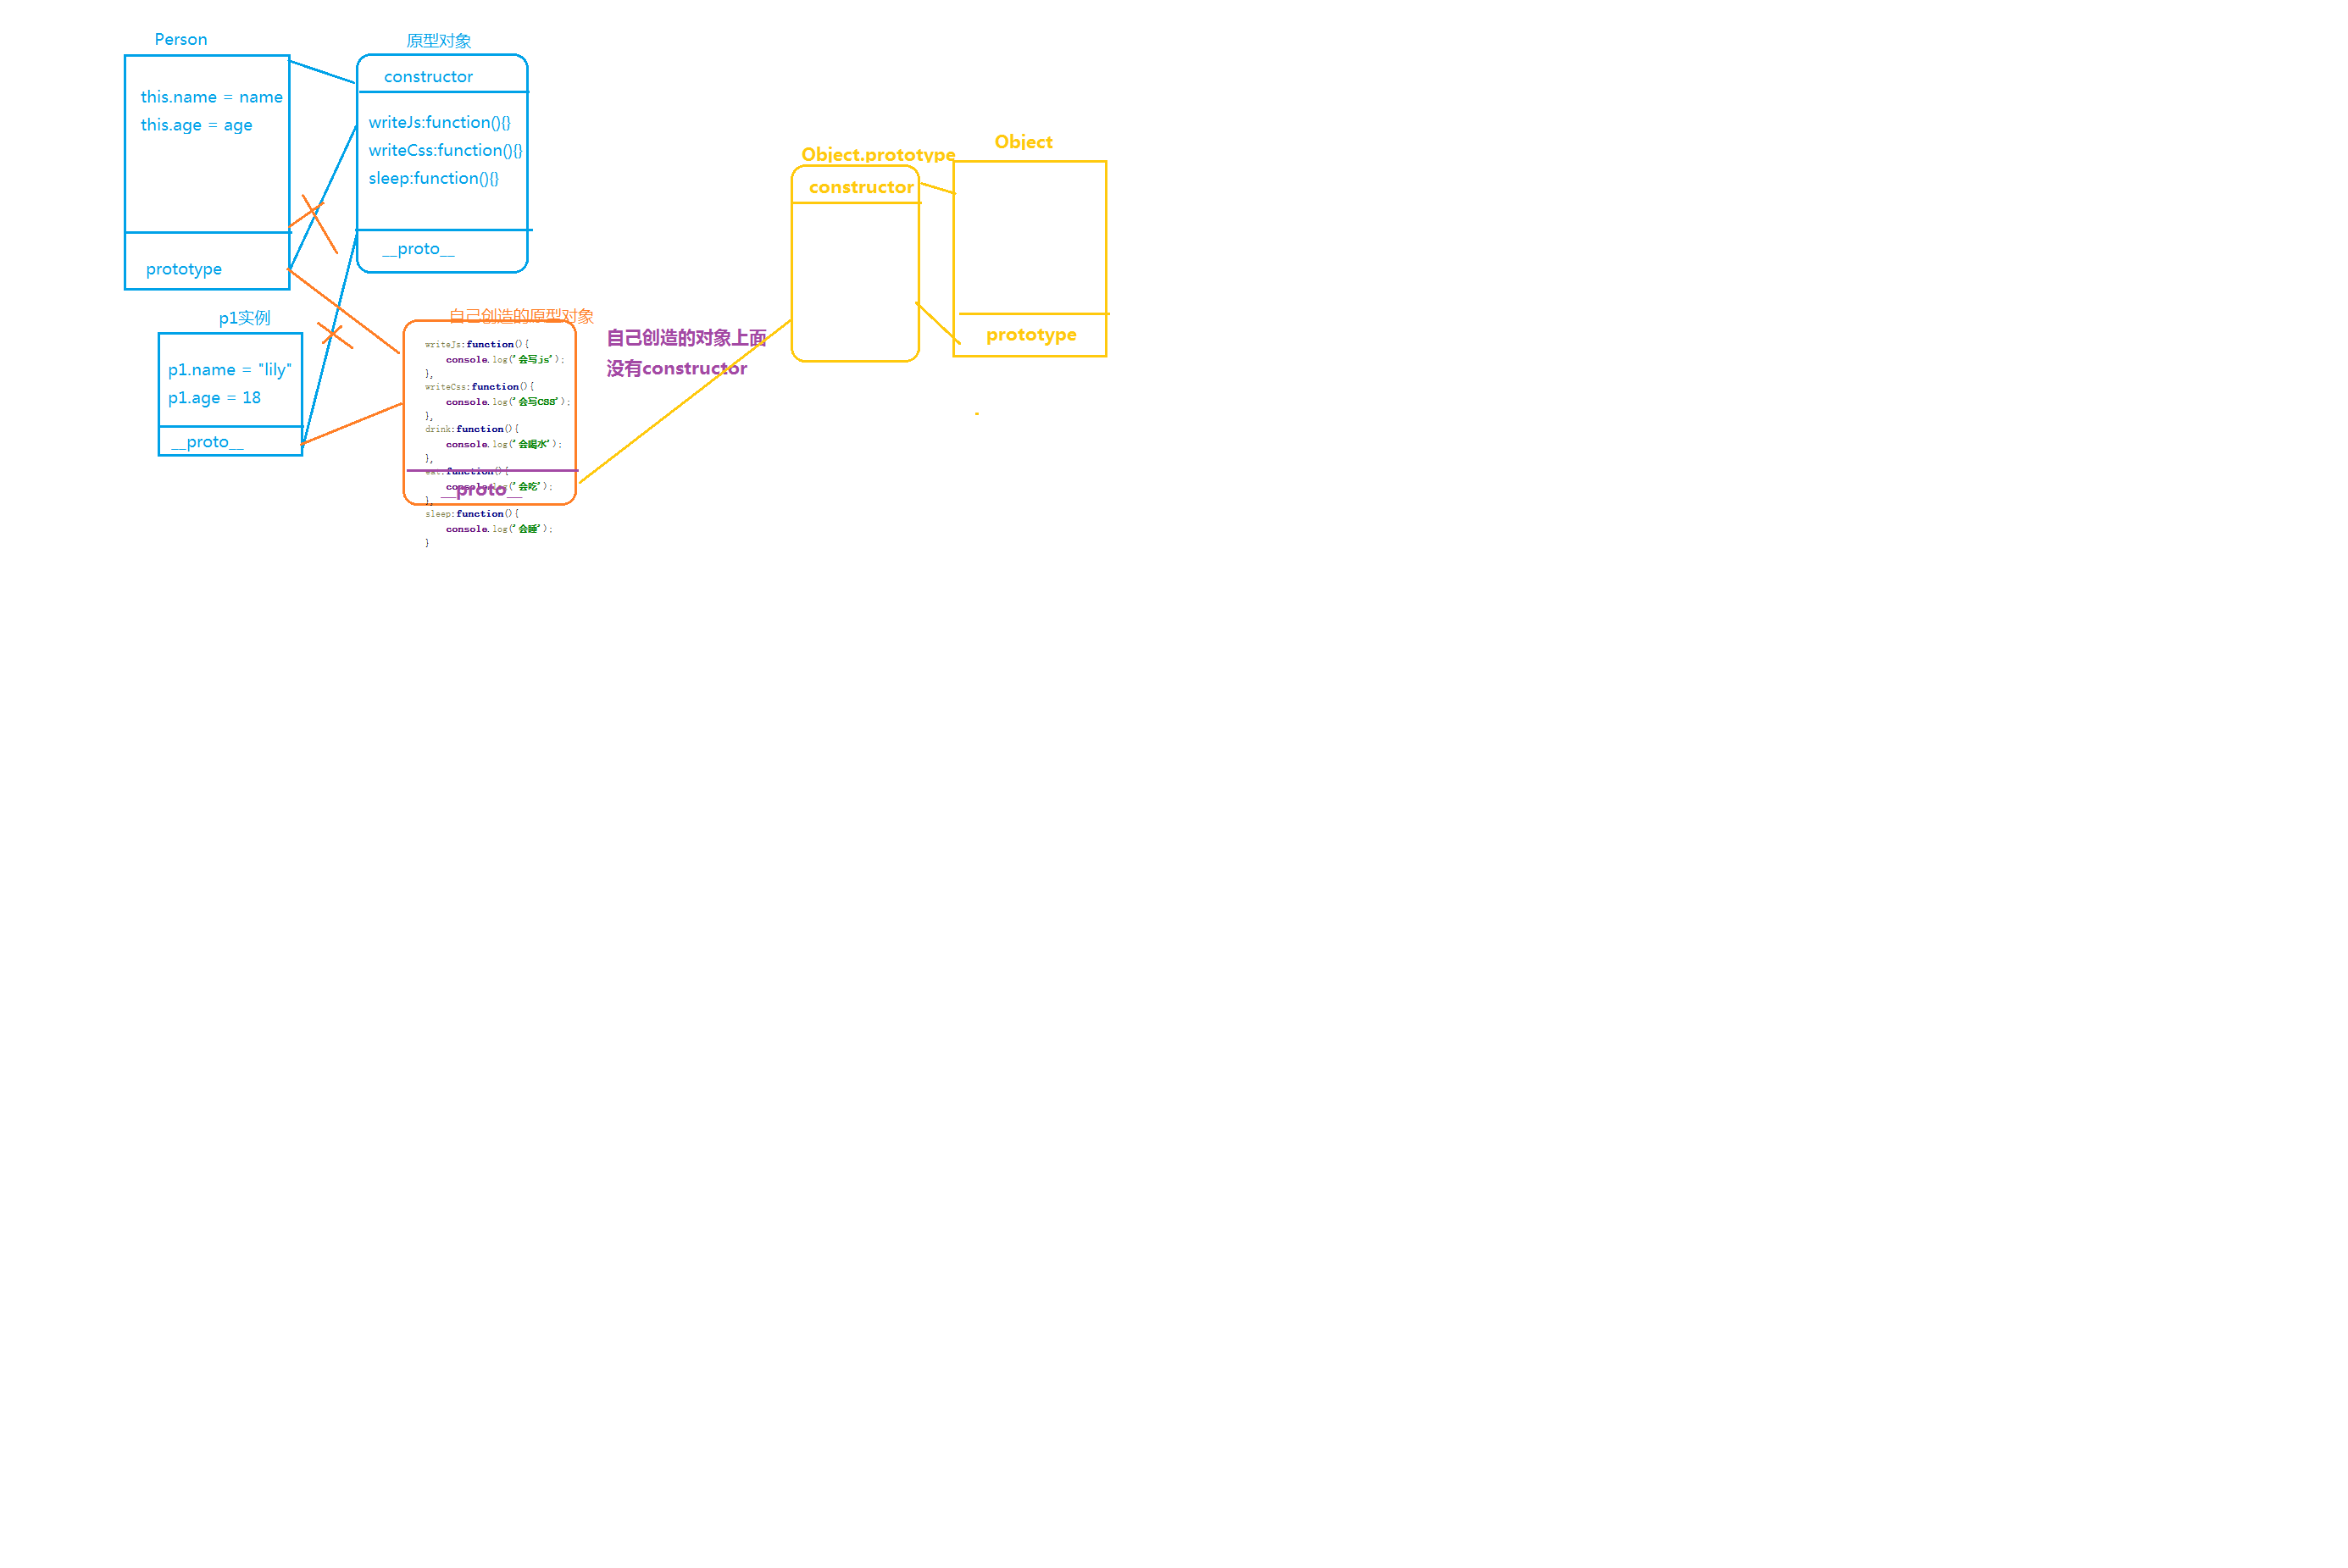 Person
this.name = name
this.age = age
prototype
原型对象
constructor
writeJs:function(){}
writeCss:function(){}
sleep:function(){}
__proto__
p1实例
p1.name = "lily"
p1.age = 18
__proto__
自己创造的原型对象
writeJs:function(){
console.log('会写js');
},
writeCss:function(){
console.log('会写CSS');
},
drink:function(){
console.log('会喝水');
},
:function(){
console.log('会吃');
},
__proto__
sleep:function(){
console.log('会睡');
}
自己创造的对象上面
没有constructor
Object.prototype
constructor
Object
prototype